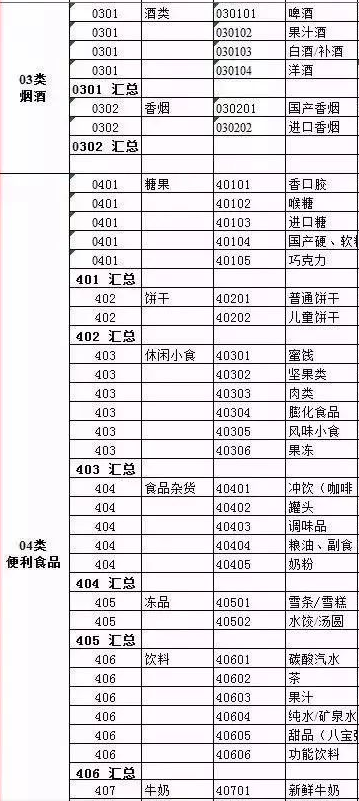 0301 酒类 030101 啤酒
0301 030102 果汁酒
0301 030103 白酒/补酒
0301 030104 洋酒
03类
烟酒
0301 汇总
0302 香烟 030201 国产香烟
0302 030202 进口香烟
0302 汇总
0401 糖果 40101 香口胶
0401 40102 喉糖
0401 40103 进口糖
0401 40104 国产硬、软糖
0401 40105 巧克力
401 汇总
402 饼干 40201 普通饼干
402 40202 儿童饼干
402 汇总
403 休闲小食 40301 蜜饯
403 40302 坚果类
403 40303 肉类
403 40304 膨化食品
403 40305 风味小食
403 40306 果冻
403 汇总
404 食品杂货 40401 冲饮（咖啡
404 40402 罐头
404 40403 调味品
04类
便利食品
404 40404 粮油、副食
404 40405 奶粉
404 汇总
405 冻品 40501 雪条/雪糕
405 40502 水饺/汤圆
405 汇总
406 饮料 40601 碳酸汽水
406 40602 茶
406 40603 果汁
406 40604 纯水/矿泉水
406 40605 甜品（八宝
406 40606 功能饮料
406 汇总
407 牛奶 40701 新鲜牛奶